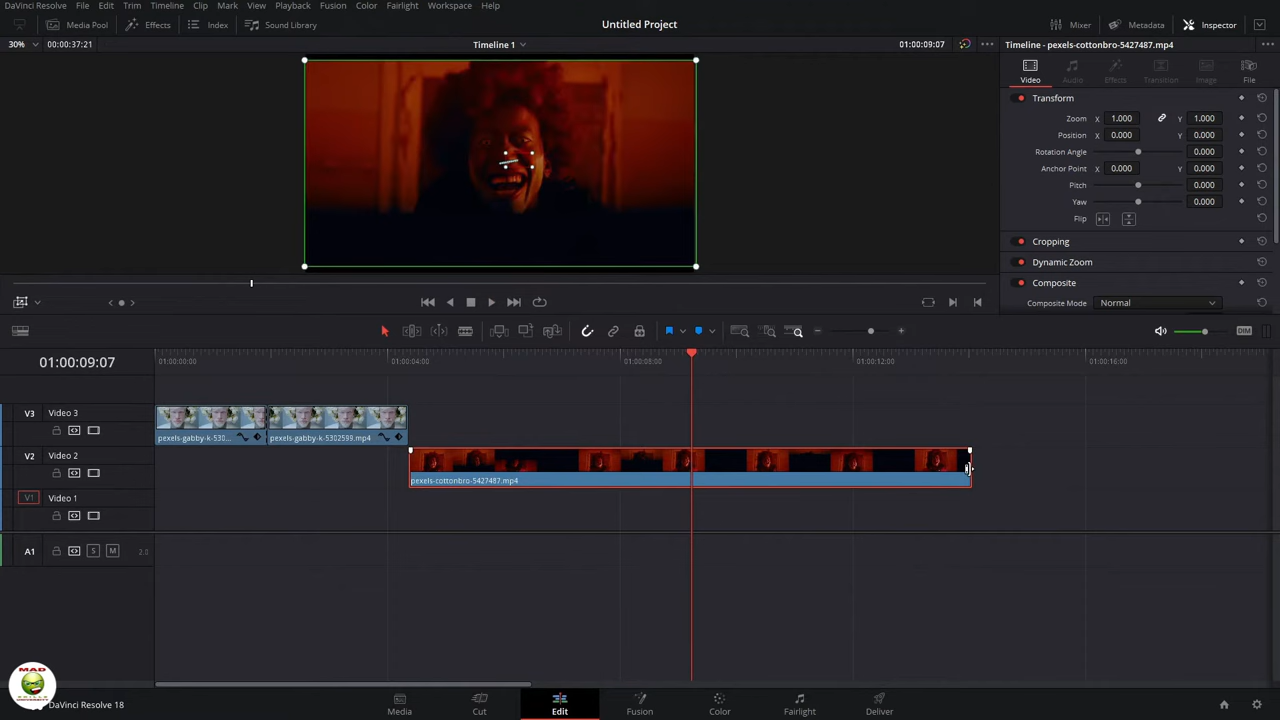 DaVinci Resolve File Edit Trim Timeline Clip Mark View Playback Fusion Color Fairlight Workspace Help
Media Pool Effects Index Sound Library Untitled Project Mixer Metadata Inspector
30% 00:00:37:21 Timeline 1 01:00:09:07 Timeline - pexels-cottonbro-5427487.mp4
Video Audio Effects Transition Image File
Transform
Zoom X 1.000 Y 1.000
Position X 0.000 Y 0.000
Rotation Angle 0.000
Anchor Point X 0.000 Y 0.000
Pitch 0.000
Yaw 0.000
Flip
Cropping
Dynamic Zoom
Composite
Composite Mode Normal
DIM
01:00:09:07 01:00:00:00 01:00:04:00 01:00:12:00 01:00:16:00
V3 Video 3
pexels-gabby-k-530... pexels-gabby-k-5302599.mp4
V2 Video 2
pexels-cottonbro-5427487.mp4
V1 Video 1
A1 S M 2.0
MAD
DaVinci Resolve 18 Media Cut Edit Fusion Color Fairlight Deliver